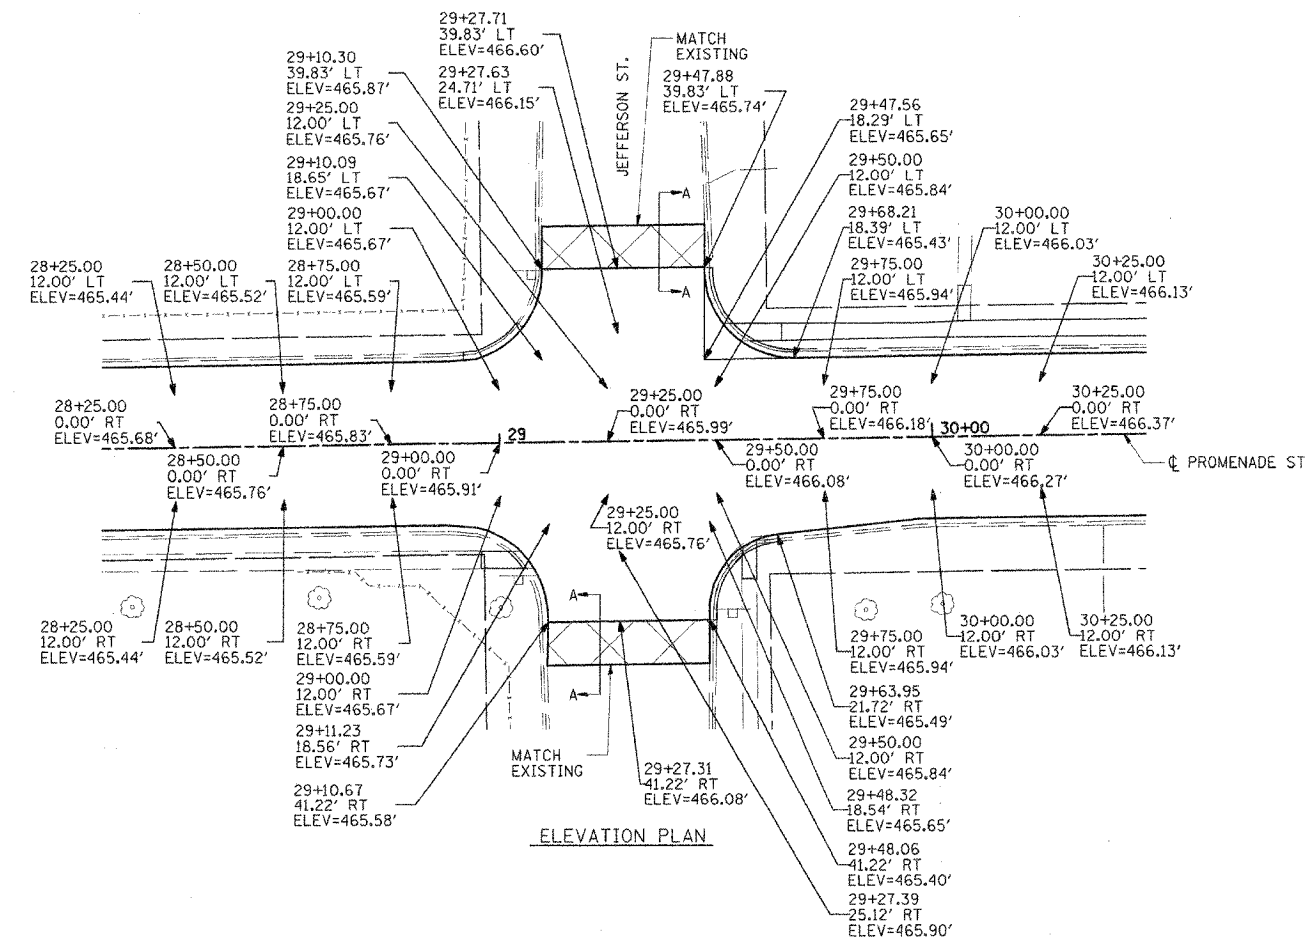 29+27.71
39.83' LT
ELEV=466.60'
29+10.30
39.83' LT
ELEV=465.87'
29+27.63
24.71' LT
ELEV=466.15'
JEFFERSON ST.
MATCH
EXISTING
29+47.88
39.83' LT
ELEV=465.74'
29+25.00
12.00' LT
ELEV=465.76'
29+47.56
18.29' LT
ELEV=465.65'
29+10.09
18.65' LT
ELEV=465.67'
29+50.00
12.00' LT
ELEV=465.84'
A
A
29+00.00
12.00' LT
ELEV=465.67'
29+68.21
18.39' LT
ELEV=465.43'
30+00.00
12.00' LT
ELEV=466.03'
28+25.00
12.00' LT
ELEV=465.44'
28+50.00
12.00' LT
ELEV=465.52'
28+75.00
12.00' LT
ELEV=465.59'
29+75.00
12.00' LT
ELEV=465.94'
30+25.00
12.00' LT
ELEV=466.13'
28+25.00
0.00' RT
ELEV=465.68'
28+75.00
0.00' RT
ELEV=465.83'
29
29+25.00
0.00' RT
ELEV=465.99'
29+75.00
0.00' RT
ELEV=466.18'
30+00
30+25.00
0.00' RT
ELEV=466.37'
28+50.00
0.00' RT
ELEV=465.76'
29+00.00
0.00' RT
ELEV=465.91'
29+50.00
0.00' RT
ELEV=466.08'
30+00.00
0.00' RT
ELEV=466.27'
℄ PROMENADE ST
29+25.00
12.00' RT
ELEV=465.76'
A
A
28+25.00
12.00' RT
ELEV=465.44'
28+50.00
12.00' RT
ELEV=465.52'
28+75.00
12.00' RT
ELEV=465.59'
29+75.00
12.00' RT
ELEV=465.94'
30+00.00
12.00' RT
ELEV=466.03'
30+25.00
12.00' RT
ELEV=466.13'
29+00.00
12.00' RT
ELEV=465.67'
29+63.95
21.72' RT
ELEV=465.49'
29+11.23
18.56' RT
ELEV=465.73'
MATCH
EXISTING
29+50.00
12.00' RT
ELEV=465.84'
29+10.67
41.22' RT
ELEV=465.58'
29+27.31
41.22' RT
ELEV=466.08'
29+48.32
18.54' RT
ELEV=465.65'
ELEVATION PLAN
29+48.06
41.22' RT
ELEV=465.40'
29+27.39
25.12' RT
ELEV=465.90'